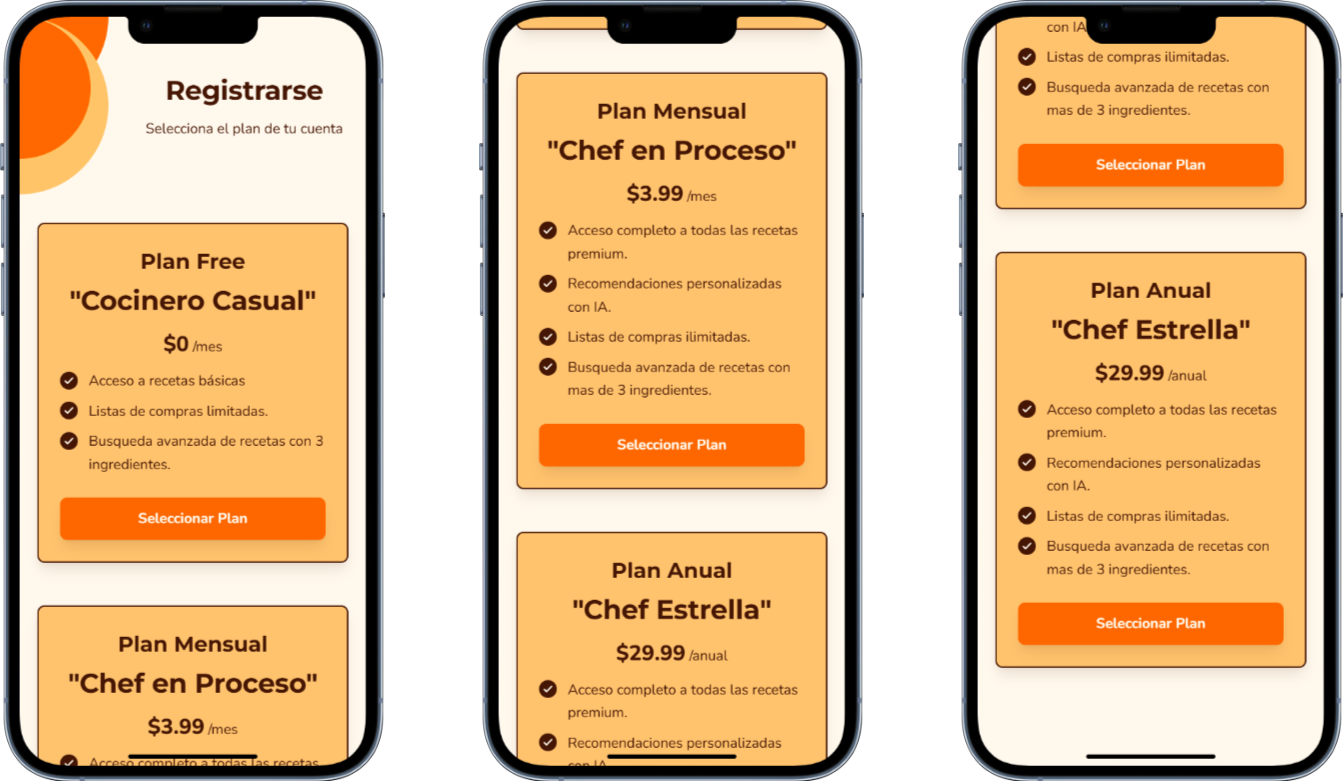 Registrarse
Selecciona el plan de tu cuenta
Plan Free
"Cocinero Casual"
$0 /mes
Acceso a recetas básicas
Listas de compras limitadas.
Busqueda avanzada de recetas con 3
ingredientes.
Seleccionar Plan
Plan Mensual
"Chef en Proceso"
$3.99 /mes
Acceso completo a todas las recetas
Plan Mensual
"Chef en Proceso"
$3.99 /mes
Acceso completo a todas las recetas
premium.
Recomendaciones personalizadas
con IA.
Listas de compras ilimitadas.
Busqueda avanzada de recetas con
mas de 3 ingredientes.
Seleccionar Plan
Plan Anual
"Chef Estrella"
$29.99 /anual
Acceso completo a todas las recetas
premium.
Recomendaciones personalizadas
con IA.
con IA
Listas de compras ilimitadas.
Busqueda avanzada de recetas con
mas de 3 ingredientes.
Seleccionar Plan
Plan Anual
"Chef Estrella"
$29.99 /anual
Acceso completo a todas las recetas
premium.
Recomendaciones personalizadas
con IA.
Listas de compras ilimitadas.
Busqueda avanzada de recetas con
mas de 3 ingredientes.
Seleccionar Plan